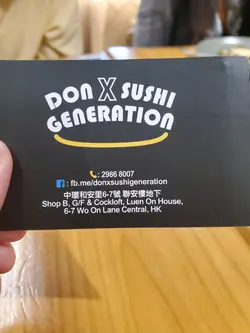 DON X SUSHI
GENERATION
: 2986 8007
: fb.me/donxsushigeneration
中環和安里6-7號 聯安樓地下
Shop B, G/F & Cockloft, Luen On House,
6-7 Wo On Lane Central, HK